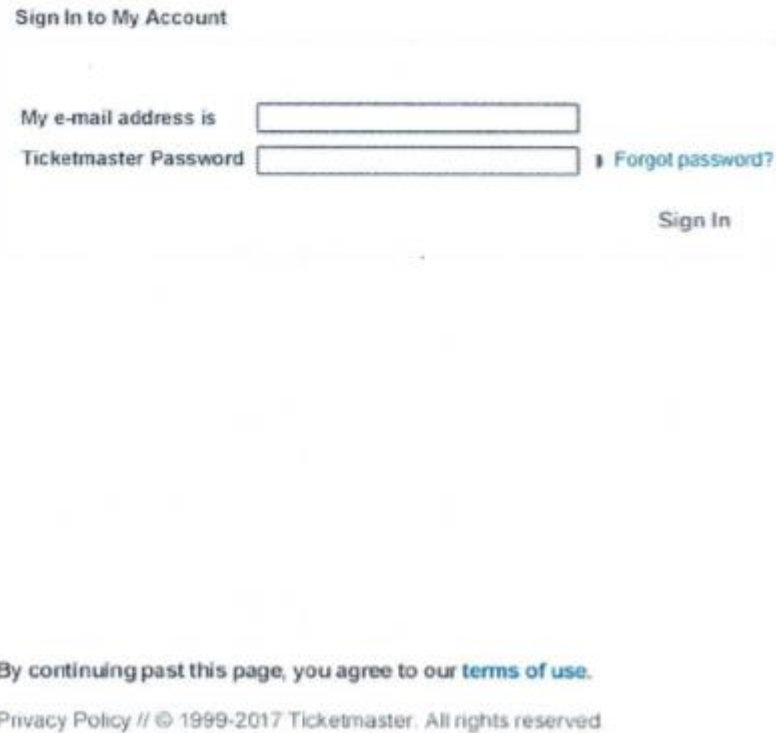 Sign In to My Account
My e-mail address is
Ticketmaster Password Forgot password?
Sign In
By continuing past this page, you agree to our terms of use.
Privacy Policy // © 1999-2017 Ticketmaster. All rights reserved